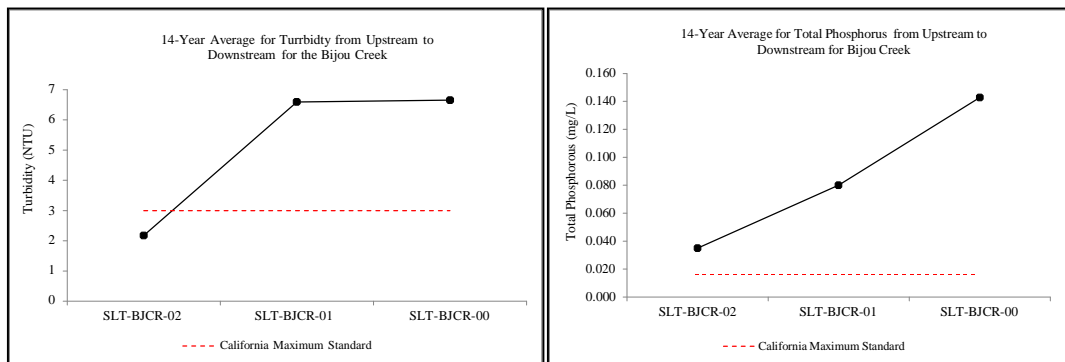 14-Year Average for Turrbidty from Upstream to
Downstream for the Bijou Creek
Turbidity (NTU)
7
6
5
4
3
2
1
0
SLT-BJCR-02 SLT-BJCR-01 SLT-BJCR-00
California Maximum Standard
14-Year Average for Total Phosphorus from Upstream to
Downstream for Bijou Creek
Total Phosphorous (mg/L)
0.160
0.140
0.120
0.100
0.080
0.060
0.040
0.020
0.000
SLT-BJCR-02 SLT-BJCR-01 SLT-BJCR-00
California Maximum Standard